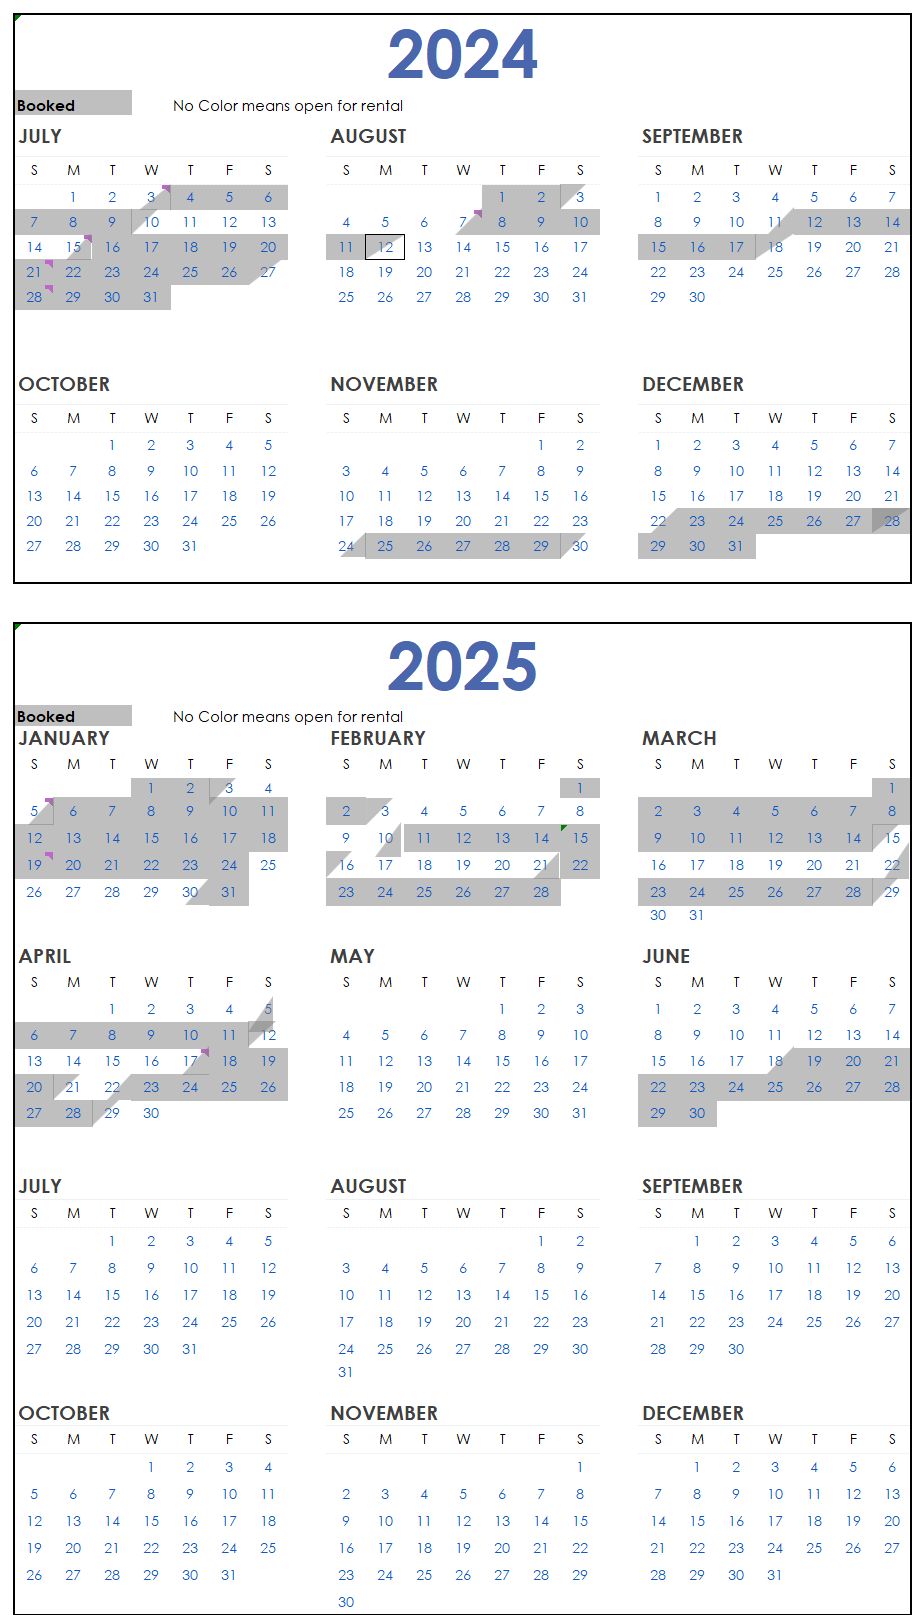 2024
Booked No Color means open for rental
JULY AUGUST SEPTEMBER
S M T W T F S S M T W T F S S M T W T F S
1 2 3 4 5 6 1 2 3 1 2 3 4 5 6 7
7 8 9 10 11 12 13 4 5 6 7 8 9 10 8 9 10 11 12 13 14
14 15 16 17 18 19 20 11 12 13 14 15 16 17 15 16 17 18 19 20 21
21 22 23 24 25 26 27 18 19 20 21 22 23 24 22 23 24 25 26 27 28
28 29 30 31 25 26 27 28 29 30 31 29 30
OCTOBER NOVEMBER DECEMBER
S M T W T F S S M T W T F S S M T W T F S
1 2 3 4 5 1 2 1 2 3 4 5 6 7
6 7 8 9 10 11 12 3 4 5 6 7 8 9 8 9 10 11 12 13 14
13 14 15 16 17 18 19 10 11 12 13 14 15 16 15 16 17 18 19 20 21
20 21 22 23 24 25 26 17 18 19 20 21 22 23 22 23 24 25 26 27 28
27 28 29 30 31 24 25 26 27 28 29 30 29 30 31
2025
Booked No Color means open for rental
JANUARY FEBRUARY MARCH
S M T W T F S S M T W T F S S M T W T F S
1 2 3 4 1 1
5 6 7 8 9 10 11 2 3 4 5 6 7 8 2 3 4 5 6 7 8
12 13 14 15 16 17 18 9 10 11 12 13 14 15 9 10 11 12 13 14 15
19 20 21 22 23 24 25 16 17 18 19 20 21 22 16 17 18 19 20 21 22
26 27 28 29 30 31 23 24 25 26 27 28 23 24 25 26 27 28 29
30 31
APRIL MAY JUNE
S M T W T F S S M T W T F S S M T W T F S
1 2 3 4 5 1 2 3 1 2 3 4 5 6 7
6 7 8 9 10 11 12 4 5 6 7 8 9 10 8 9 10 11 12 13 14
13 14 15 16 17 18 19 11 12 13 14 15 16 17 15 16 17 18 19 20 21
20 21 22 23 24 25 26 18 19 20 21 22 23 24 22 23 24 25 26 27 28
27 28 29 30 25 26 27 28 29 30 31 29 30
JULY AUGUST SEPTEMBER
S M T W T F S S M T W T F S S M T W T F S
1 2 3 4 5 1 2 1 2 3 4 5 6
6 7 8 9 10 11 12 3 4 5 6 7 8 9 7 8 9 10 11 12 13
13 14 15 16 17 18 19 10 11 12 13 14 15 16 14 15 16 17 18 19 20
20 21 22 23 24 25 26 17 18 19 20 21 22 23 21 22 23 24 25 26 27
27 28 29 30 31 24 25 26 27 28 29 30 28 29 30
31
OCTOBER NOVEMBER DECEMBER
S M T W T F S S M T W T F S S M T W T F S
1 2 3 4 1 1 2 3 4 5 6
5 6 7 8 9 10 11 2 3 4 5 6 7 8 7 8 9 10 11 12 13
12 13 14 15 16 17 18 9 10 11 12 13 14 15 14 15 16 17 18 19 20
19 20 21 22 23 24 25 16 17 18 19 20 21 22 21 22 23 24 25 26 27
26 27 28 29 30 31 23 24 25 26 27 28 29 28 29 30 31
30